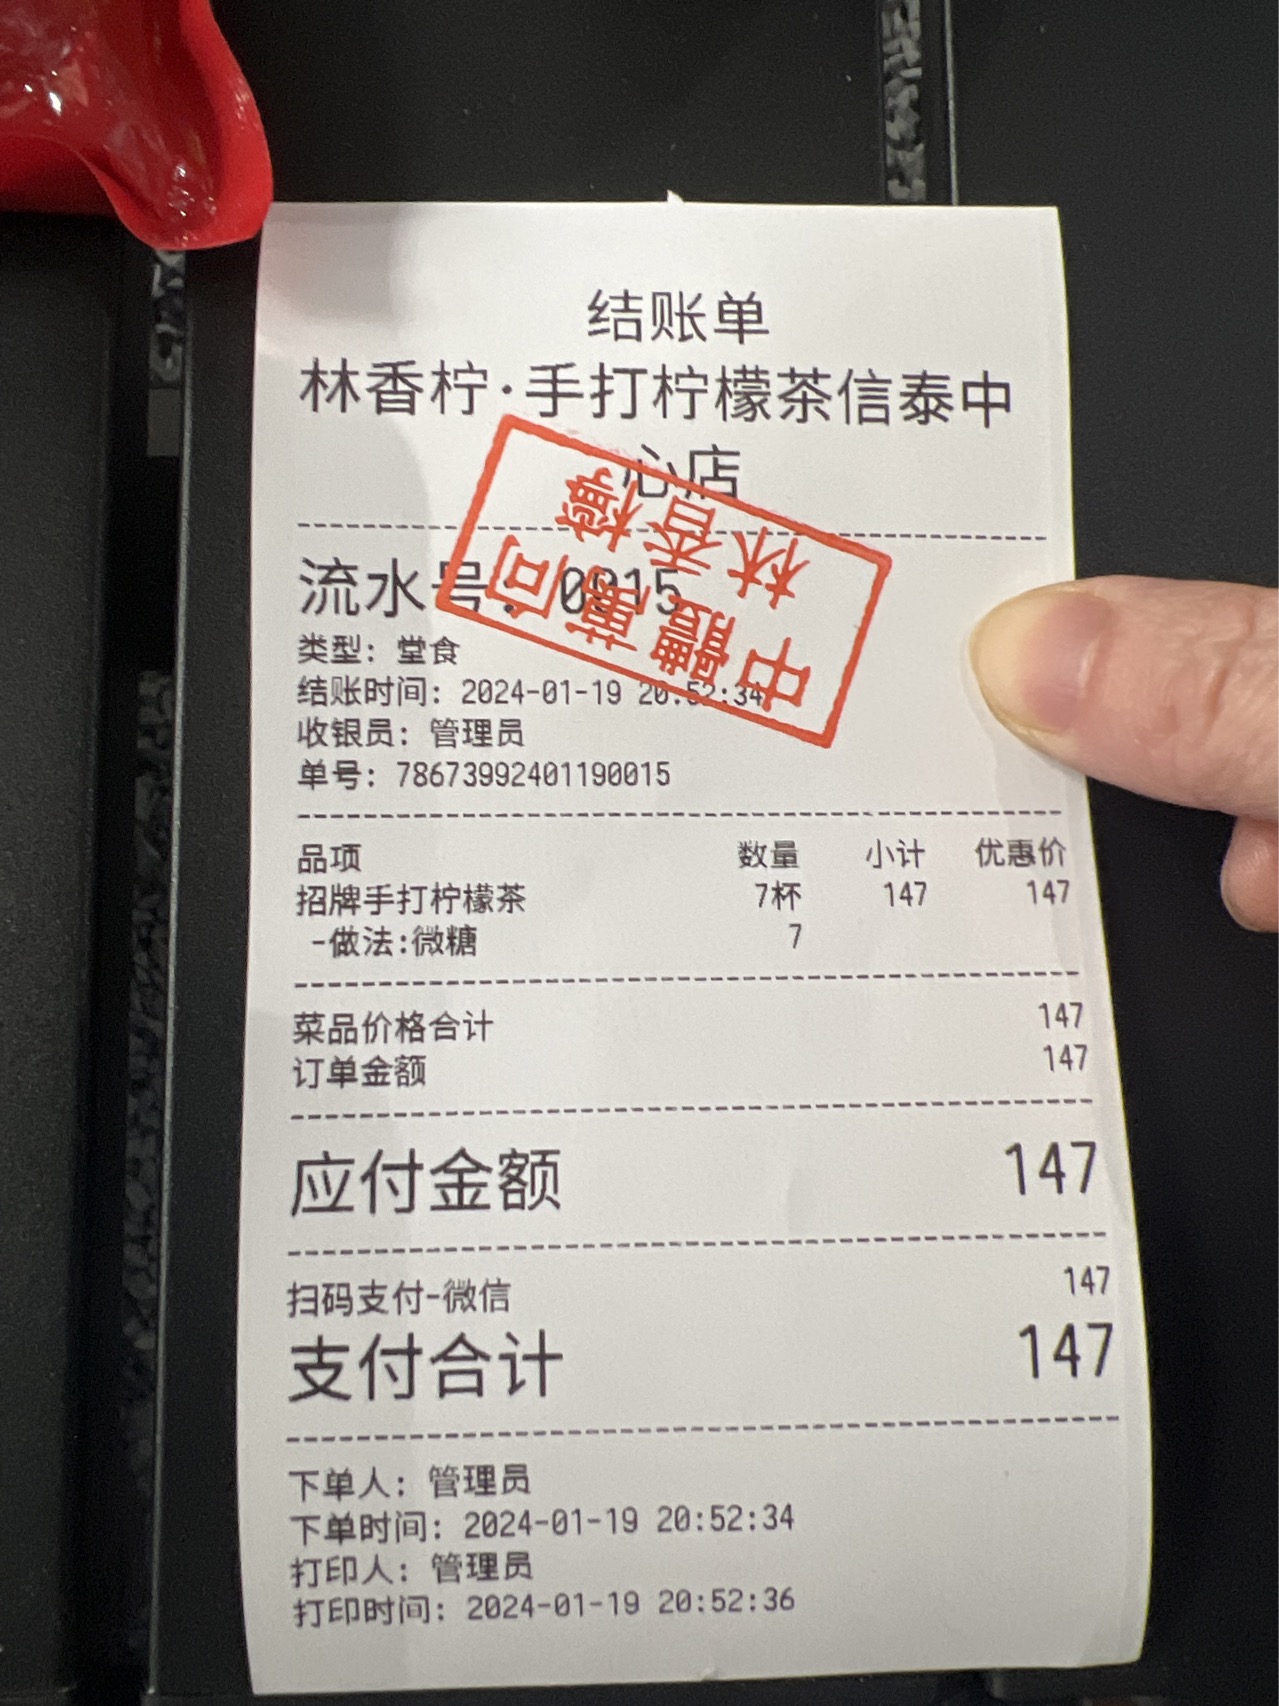 结账单
林香柠·手打柠檬茶信泰中
心店
流水号: 0015
类型: 堂食
结账时间: 2024-01-19 20:52:34
收银员: 管理员
单号: 78673992401190015
品项 数量 小计 优惠价
招牌手打柠檬茶 7杯 147 147
-做法:微糖 7
菜品价格合计 147
订单金额 147
应付金额 147
扫码支付-微信 147
支付合计 147
下单人: 管理员
下单时间: 2024-01-19 20:52:34
打印人: 管理员
打印时间: 2024-01-19 20:52:36